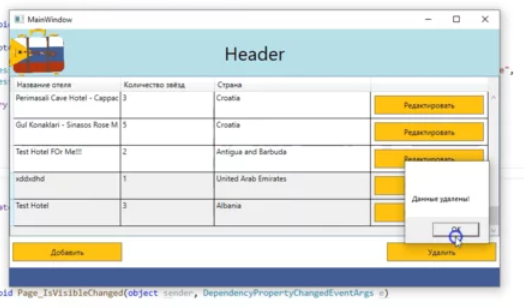 MainWindow
Header
Название отеля Количество звёзд Страна
Perimasali Cave Hotel - Cappac 3 Croatia Редактировать
Gul Konaklari - Sinasos Rose M 5 Croatia Редактировать
Test Hotel FOr Me!!! 2 Antigua and Barbuda Редактировать
xddxdhd 1 United Arab Emirates
Test Hotel 3 Albania
Данные удалены!
OK
Добавить Удалить
oid Page_IsVisibleChanged(object sender, DependencyPropertyChangedEventArgs e)